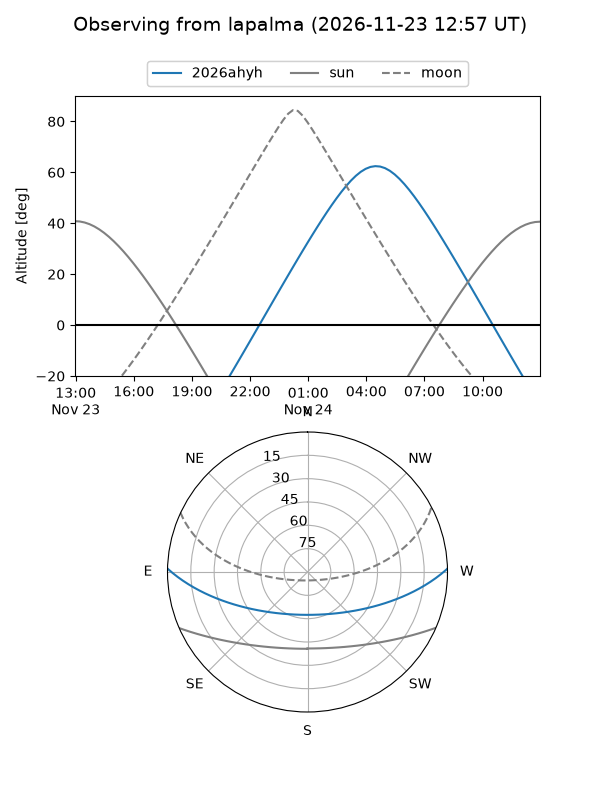 Observing from lapalma (2026-11-23 12:57 UT)
2026ahyh sun moon
Altitude [deg]
80
60
40
20
0
−20
13:00 16:00 19:00 22:00 01:00 04:00 07:00 10:00
Nov 23 Nov 24
N
NE NW
15
30
45
60
75
E W
SE SW
S